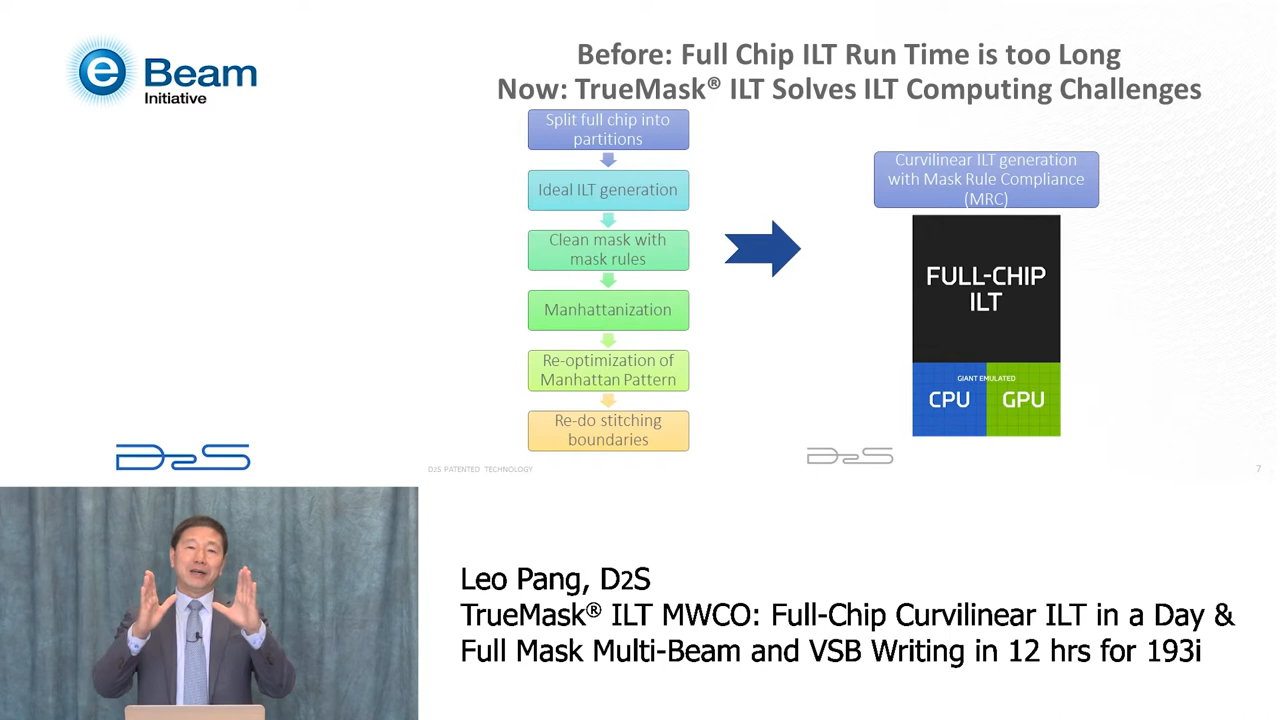 e Beam
Initiative
Before: Full Chip ILT Run Time is too Long
Now: TrueMask® ILT Solves ILT Computing Challenges
Split full chip into
partitions
Ideal ILT generation
Clean mask with
mask rules
Manhattanization
Re-optimization of
Manhattan Pattern
Re-do stitching
boundaries
Curvilinear ILT generation
with Mask Rule Compliance
(MRC)
FULL-CHIP
ILT
GIANT EMULATED
CPU GPU
D2S
D2S PATENTED TECHNOLOGY
D2S
7
Leo Pang, D2S
TrueMask® ILT MWCO: Full-Chip Curvilinear ILT in a Day &
Full Mask Multi-Beam and VSB Writing in 12 hrs for 193i